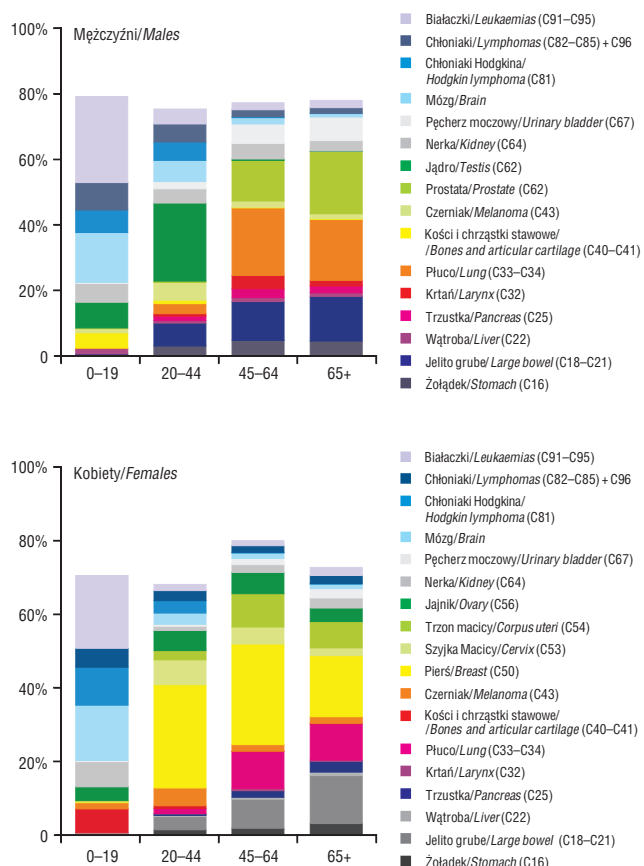 100%
80%
60%
40%
20%
0
Mężczyźni/Males
0–19
20–44
45–64
65+
Białaczki/Leukaemias (C91–C95)
Chłoniaki/Lymphomas (C82–C85) + C96
Chłoniaki Hodgkina/
Hodgkin lymphoma (C81)
Mózg/Brain
Pęcherz moczowy/Urinary bladder (C67)
Nerka/Kidney (C64)
Jądro/Testis (C62)
Prostata/Prostate (C62)
Czerniak/Melanoma (C43)
Kości i chrząstki stawowe/
/Bones and articular cartilage (C40–C41)
Płuco/Lung (C33–C34)
Krtań/Larynx (C32)
Trzustka/Pancreas (C25)
Wątroba/Liver (C22)
Jelito grube/Large bowel (C18–C21)
Żołądek/Stomach (C16)
100%
80%
60%
40%
20%
0
Kobiety/Females
0–19
20–44
45–64
65+
Białaczki/Leukaemias (C91–C95)
Chłoniaki/Lymphomas (C82–C85) + C96
Chłoniaki Hodgkina/
Hodgkin lymphoma (C81)
Mózg/Brain
Pęcherz moczowy/Urinary bladder (C67)
Nerka/Kidney (C64)
Jajnik/Ovary (C56)
Trzon macicy/Corpus uteri (C54)
Szyjka Macicy/Cervix (C53)
Pierś/Breast (C50)
Czerniak/Melanoma (C43)
Kości i chrząstki stawowe/
/Bones and articular cartilage (C40–C41)
Płuco/Lung (C33–C34)
Krtań/Larynx (C32)
Trzustka/Pancreas (C25)
Wątroba/Liver (C22)
Jelito grube/Large bowel (C18–C21)
Żołądek/Stomach (C16)